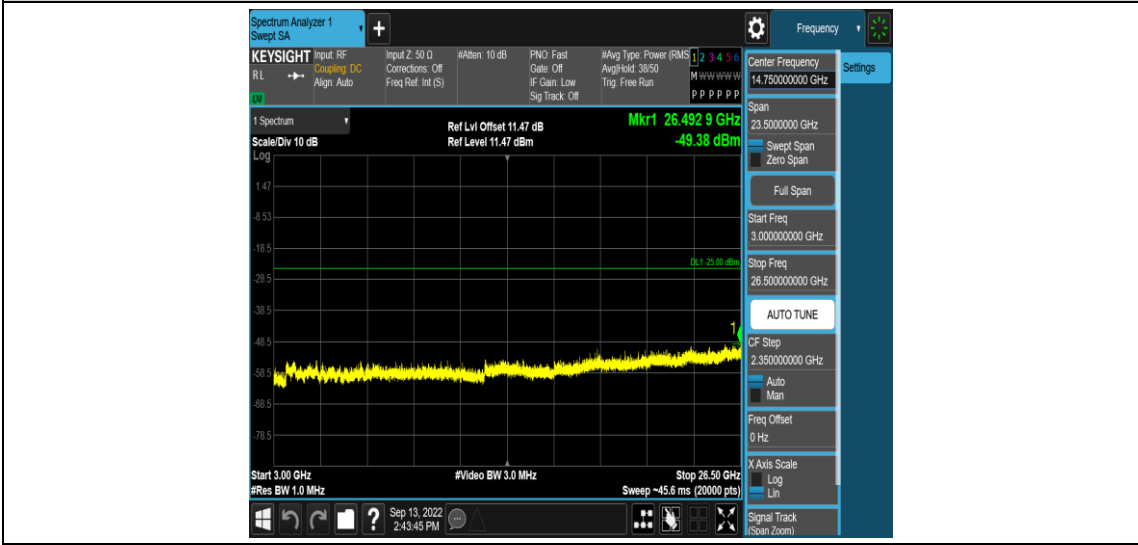 Spectrum Analyzer 1
Swept SA
+
Frequency
KEYSIGHT
RL
LXI
Input: RF
Coupling: DC
Align: Auto
Input Z: 50 Ω
Corrections: Off
Freq Ref: Int (S)
#Atten: 10 dB
PNO: Fast
Gate: Off
IF Gain: Low
Sig Track: Off
#Avg Type: Power (RMS
Avg|Hold: 38/50
Trig: Free Run
1 2 3 4 5 6
M W W W W W
P P P P P P
1 Spectrum
Scale/Div 10 dB
Log
Ref Lvl Offset 11.47 dB
Ref Level 11.47 dBm
Mkr1 26.492 9 GHz
-49.38 dBm
1.47
-8.53
-18.5
DL1 -25.00 dBm
-28.5
-38.5
1
-48.5
-58.5
-68.5
-78.5
Start 3.00 GHz
#Video BW 3.0 MHz
Stop 26.50 GHz
#Res BW 1.0 MHz
Sweep ~45.6 ms (20000 pts)
?
Sep 13, 2022
2:43:45 PM
Center Frequency
14.750000000 GHz
Settings
Span
23.5000000 GHz
Swept Span
Zero Span
Full Span
Start Freq
3.000000000 GHz
Stop Freq
26.500000000 GHz
AUTO TUNE
CF Step
2.350000000 GHz
Auto
Man
Freq Offset
0 Hz
X Axis Scale
Log
Lin
Signal Track
(Span Zoom)